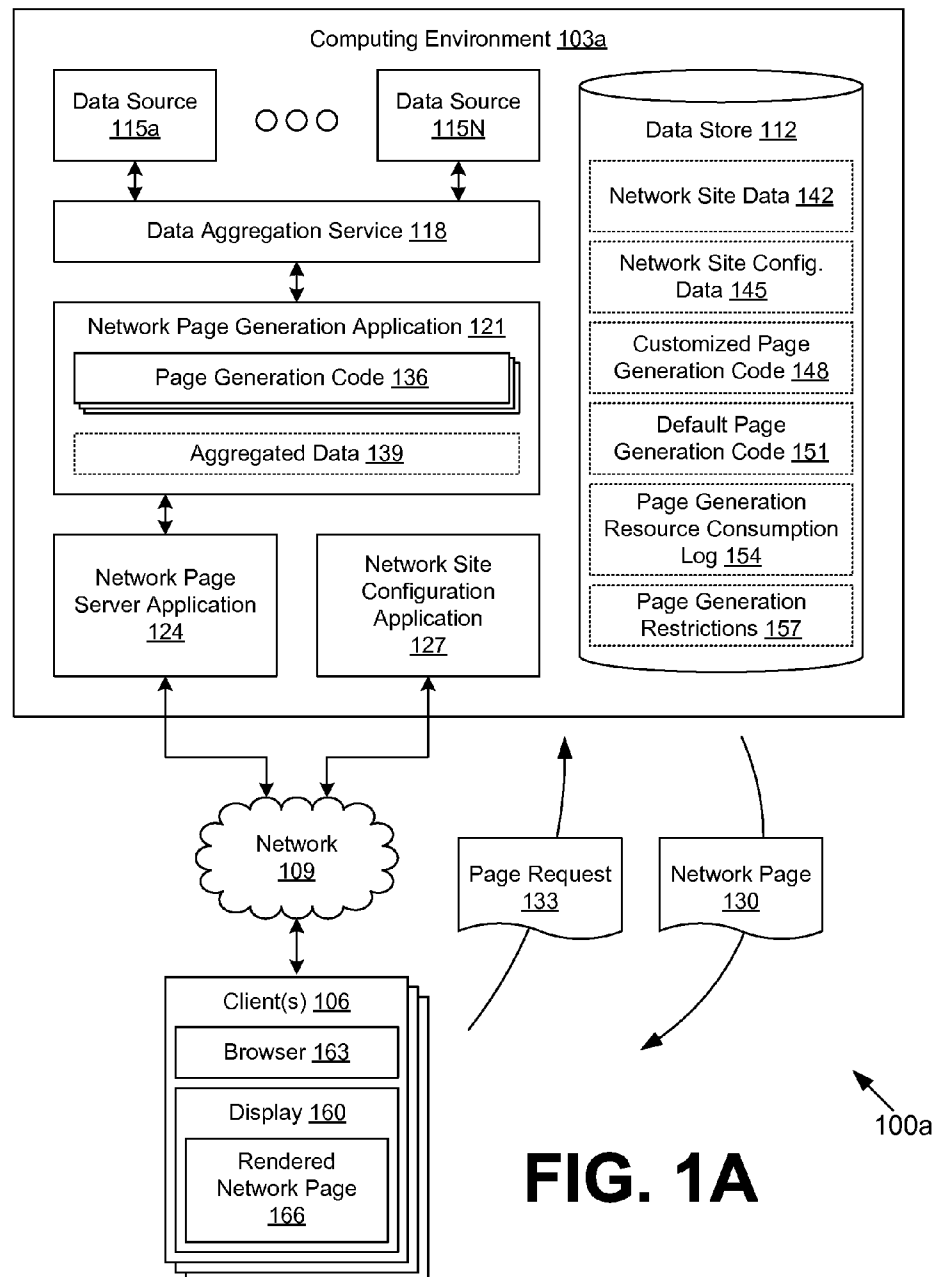 Computing Environment 103a
Data Source
115a
Data Source
115N
Data Aggregation Service 118
Network Page Generation Application 121
Page Generation Code 136
Aggregated Data 139
Network Page
Server Application
124
Network Site
Configuration
Application
127
Data Store 112
Network Site Data 142
Network Site Config.
Data 145
Customized Page
Generation Code 148
Default Page
Generation Code 151
Page Generation
Resource Consumption
Log 154
Page Generation
Restrictions 157
Network
109
Page Request
133
Network Page
130
Client(s) 106
Browser 163
Display 160
Rendered
Network Page
166
100a
FIG. 1A